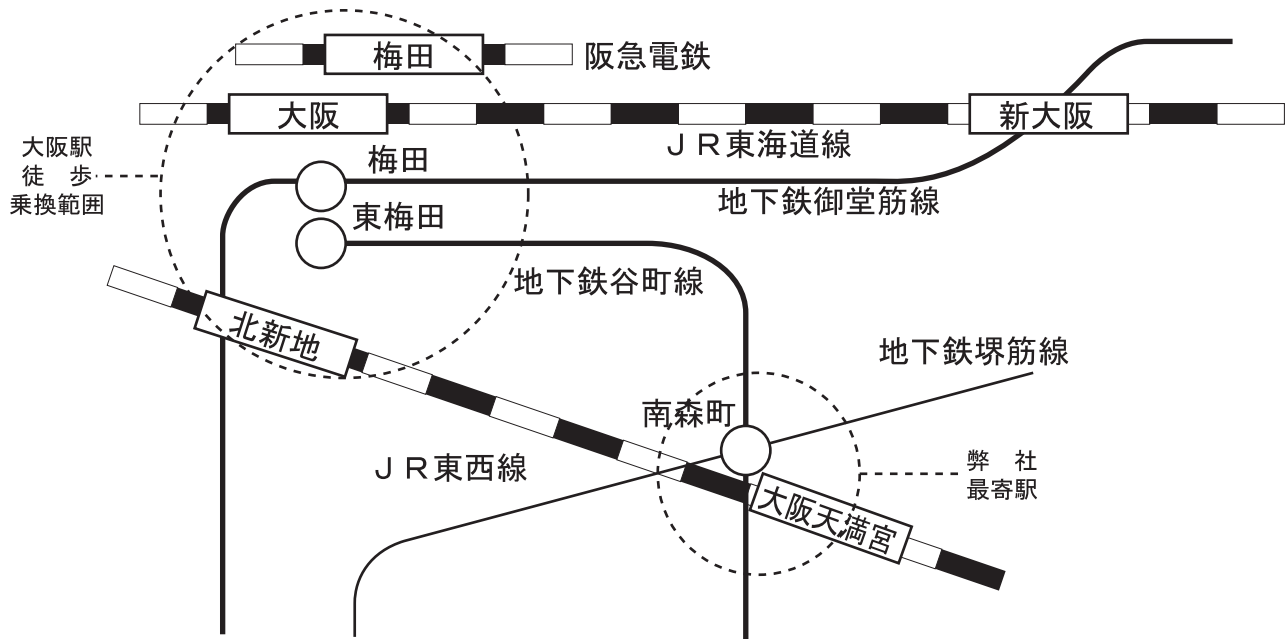 梅田
阪急電鉄
大阪
新大阪
ＪＲ東海道線
大阪駅
徒　歩
乗換範囲
梅田
地下鉄御堂筋線
東梅田
地下鉄谷町線
北新地
地下鉄堺筋線
南森町
ＪＲ東西線
弊　社
最寄駅
大阪天満宮